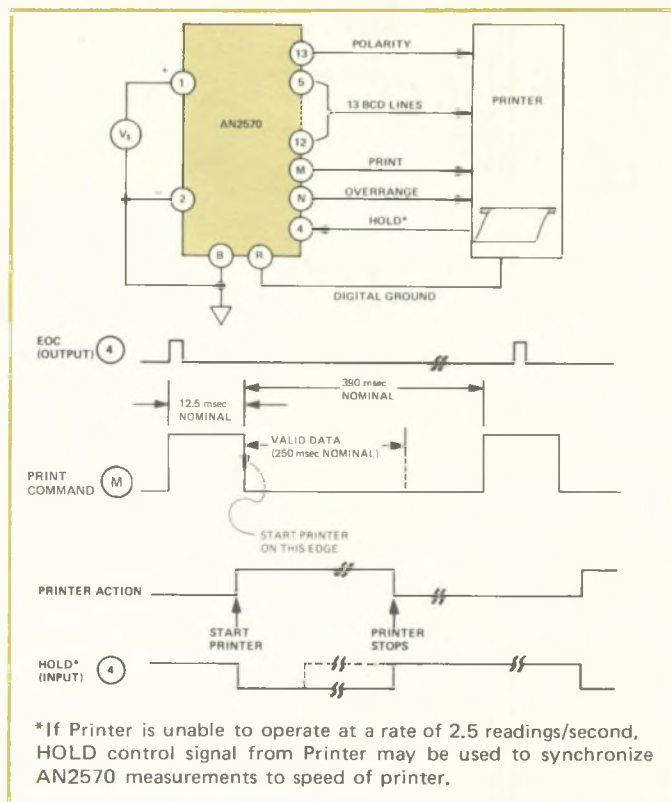 13
POLARITY
1
+
5
PRINTER
13 BCD LINES
AN2570
Vs
12
M
PRINT
N
OVERRANGE
2
−
4
HOLD*
B
R
DIGITAL GROUND
EOC
(OUTPUT) 4
390 msec
NOMINAL
12.5 msec
NOMINAL
VALID DATA
(250 msec NOMINAL)
PRINT
COMMAND M
START PRINTER
ON THIS EDGE
PRINTER ACTION
START
PRINTER
PRINTER
STOPS
HOLD*
(INPUT) 4
*If Printer is unable to operate at a rate of 2.5 readings/second,
HOLD control signal from Printer may be used to synchronize
AN2570 measurements to speed of printer.